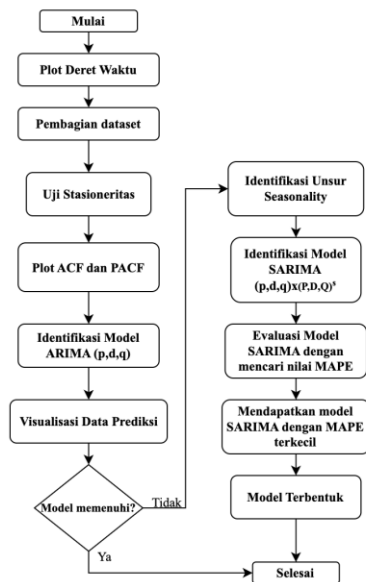 Mulai
Plot Deret Waktu
Pembagian dataset
Uji Stasioneritas
Plot ACF dan PACF
Identifikasi Model
ARIMA (p,d,q)
Visualisasi Data Prediksi
Model memenuhi?
Tidak
Ya
Identifikasi Unsur
Seasonality
Identifikasi Model
SARIMA
(p,d,q)x(P,D,Q)ˢ
Evaluasi Model
SARIMA dengan
mencari nilai MAPE
Mendapatkan model
SARIMA dengan MAPE
terkecil
Model Terbentuk
Selesai